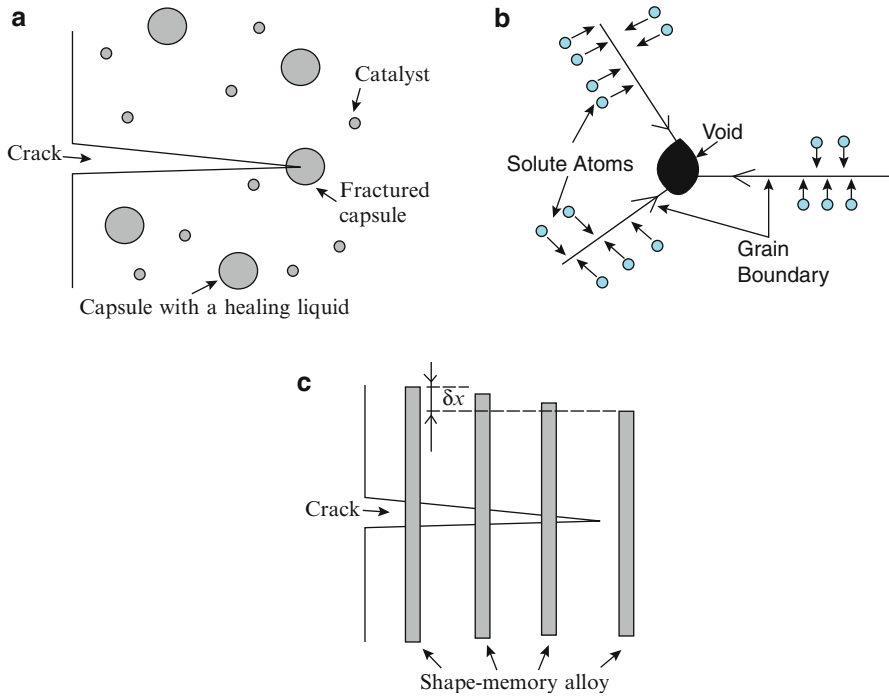 a
Catalyst
Crack
Fractured
capsule
Capsule with a healing liquid
b
Void
Solute Atoms
Grain
Boundary
c
δx
Crack
Shape-memory alloy